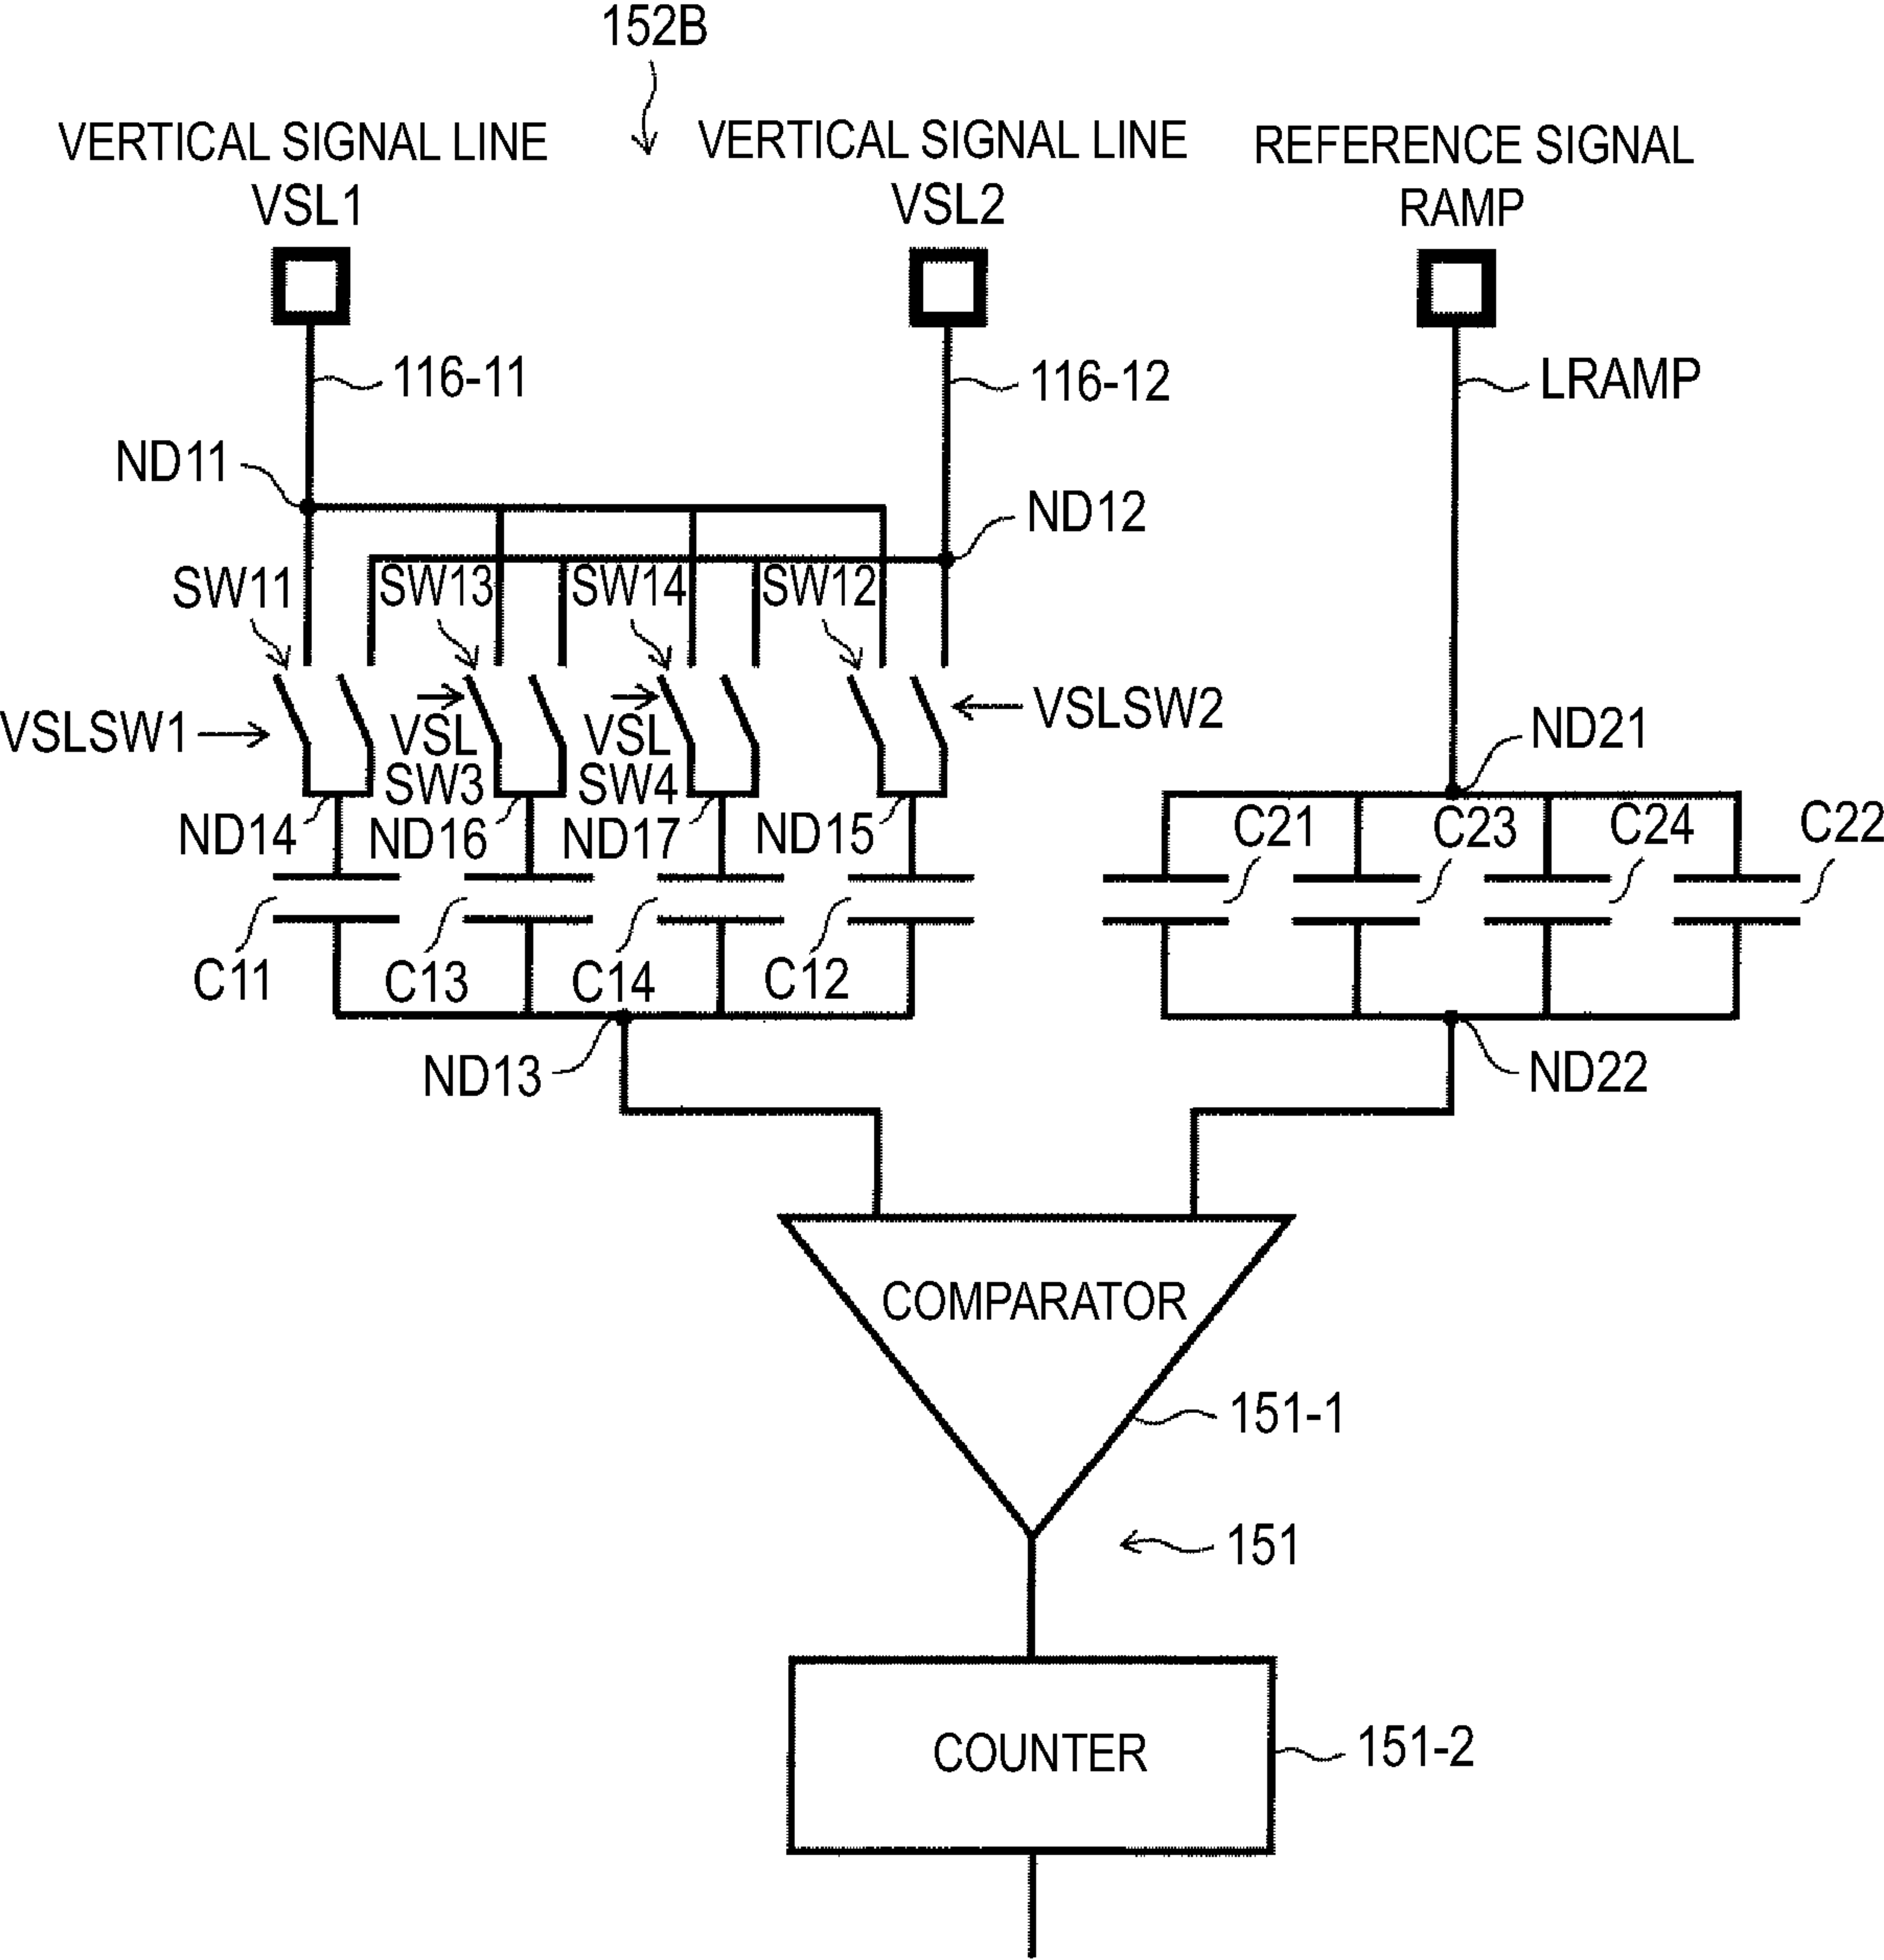 152B
VERTICAL SIGNAL LINE
VSL1
VERTICAL SIGNAL LINE
VSL2
REFERENCE SIGNAL
RAMP
116-11
116-12
LRAMP
ND11
ND12
SW11
SW13
SW14
SW12
VSLSW1
VSL
SW3
VSL
SW4
VSLSW2
ND21
ND14
ND16
ND17
ND15
C21
C23
C24
C22
C11
C13
C14
C12
ND13
ND22
COMPARATOR
151-1
151
COUNTER
151-2